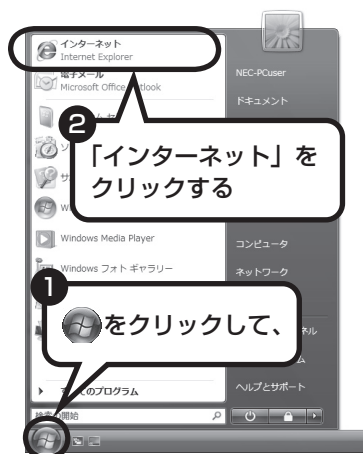 インターネット
Internet Explorer
電子メール
Microsoft Office Outlook
NEC-PCuser
ドキュメント
❷
「インターネット」を
クリックする
Windows Media Player
コンピュータ
Windows フォト ギャラリー
ネットワーク
❶
をクリックして、
すべてのプログラム
ヘルプとサポート
検索の開始